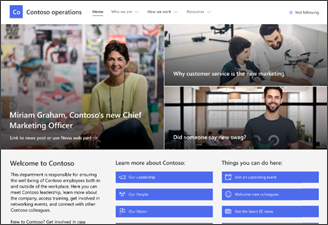 Co Contoso operations
Home Who we are How we work Resources
Not following
Miriam Graham, Contoso's new Chief
Marketing Officer
Link to news post or use News web part
Why customer service is the new marketing
Did someone say new swag?
Welcome to Contoso
This department is responsible for ensuring
the well being of Contoso employees both in
and outside of the workplace. Here you can
meet Contoso leadership, learn more about
the company, access training, get involved in
networking events, and connect with other
Contoso colleagues.
New to Contoso? Get involved in
Learn more about Contoso:
Our Leadership
Our People
Our Vision
Things you can do here:
Join an upcoming event
Welcome new colleagues
Get the latest news